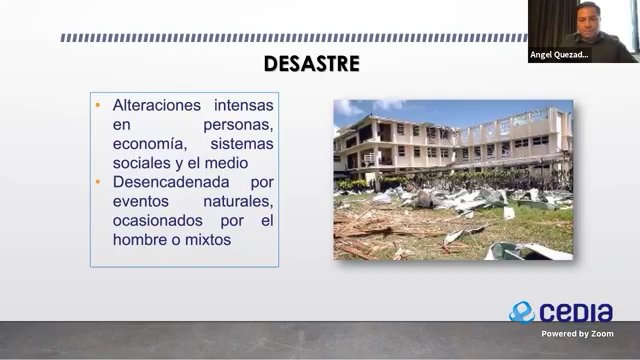 Angel Quezad...
DESASTRE
• Alteraciones intensas
en personas,
economía, sistemas
sociales y el medio
• Desencadenada por
eventos naturales,
ocasionados por el
hombre o mixtos
cedia
Powered by Zoom